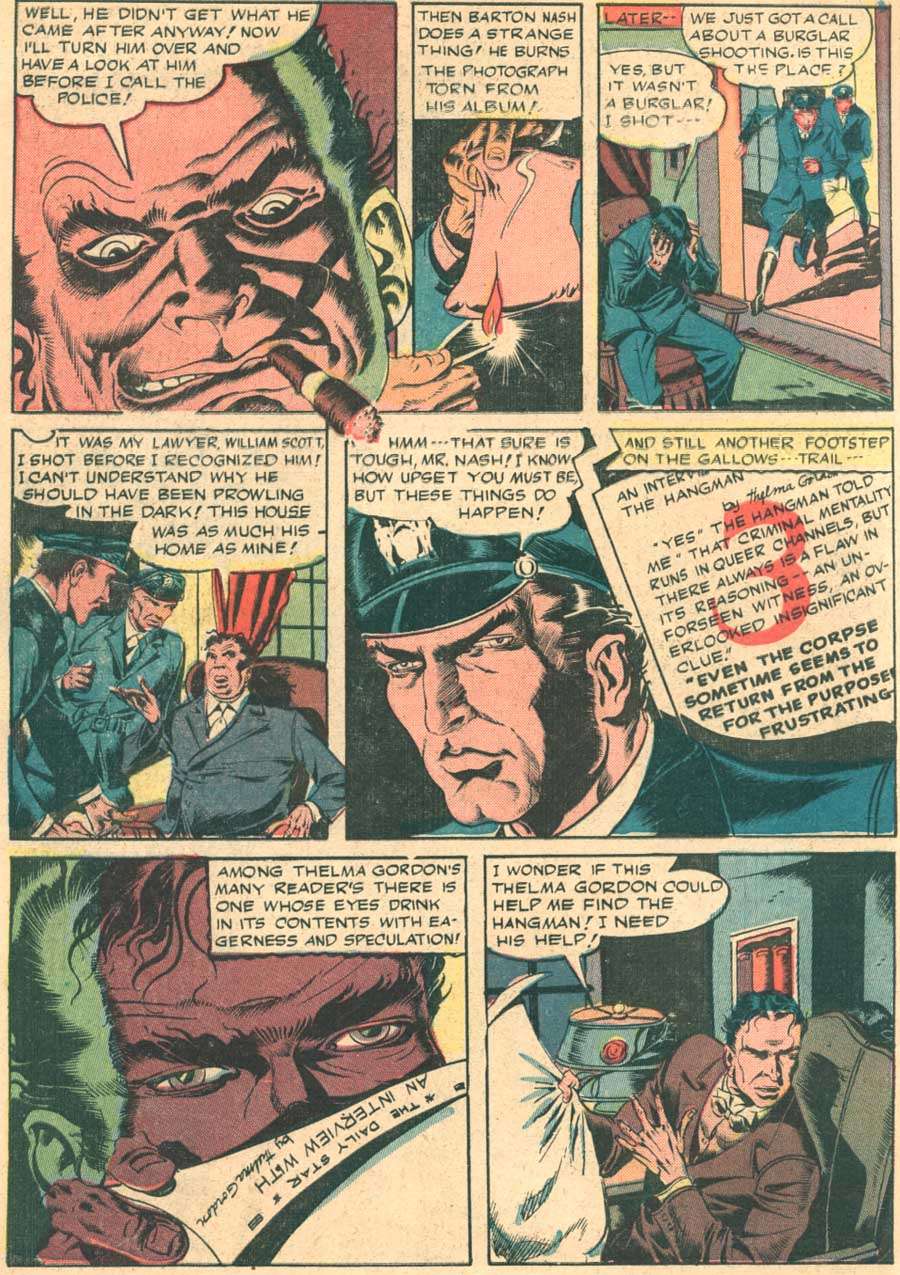 WELL, HE DIDN'T GET WHAT HE
CAME AFTER ANYWAY! NOW
I'LL TURN HIM OVER AND
HAVE A LOOK AT HIM
BEFORE I CALL THE
POLICE!
THEN BARTON NASH
DOES A STRANGE
THING! HE BURNS
THE PHOTOGRAPH
TORN FROM
HIS ALBUM!
LATER--
WE JUST GOT A CALL
ABOUT A BURGLAR
SHOOTING. IS THIS
THE PLACE?
YES, BUT
IT WASN'T
A BURGLAR!
I SHOT---
IT WAS MY LAWYER, WILLIAM SCOTT,
I SHOT BEFORE I RECOGNIZED HIM!
I CAN'T UNDERSTAND WHY HE
SHOULD HAVE BEEN PROWLING
IN THE DARK! THIS HOUSE
WAS AS MUCH HIS
HOME AS MINE!
HMM---THAT SURE IS
TOUGH, MR. NASH! I KNOW
HOW UPSET YOU MUST BE,
BUT THESE THINGS DO
HAPPEN!
AND STILL ANOTHER FOOTSTEP
ON THE GALLOWS---TRAIL---
AN
THE HANGMAN
by Thelma
3
"YES" THE HANGMAN TOLD
ME" THAT CRIMINAL MENTALITY
RUNS IN QUEER CHANNELS, BUT
THERE ALWAYS IS A FLAW IN
ITS REASONING-- AN UN-
FORSEEN WITNESS, AN OV-
ERLOOKED INSIGNIFICANT
CLUE."
"EVEN THE CORPSE
SOMETIME SEEMS TO
RETURN FROM THE
FOR THE PURPOSE
FRUSTRATING
AMONG THELMA GORDON'S
MANY READER'S THERE IS
ONE WHOSE EYES DRINK
IN ITS CONTENTS WITH EA-
GERNESS AND SPECULATION!
* THE DAILY STAR *
AN INTERVIEW WITH
by Thelma Gordon
I WONDER IF THIS
THELMA GORDON COULD
HELP ME FIND THE
HANGMAN! I NEED
HIS HELP!